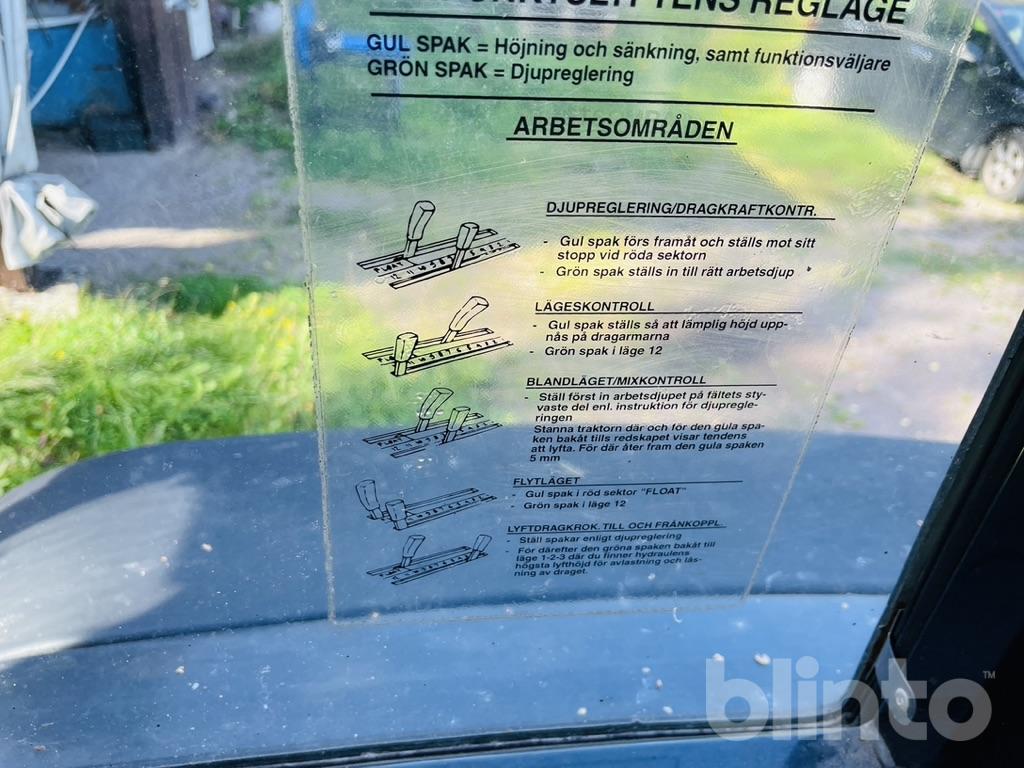 TENS REGLAGE
GUL SPAK = Höjning och sänkning, samt funktionsväljare
GRÖN SPAK = Djupreglering
ARBETSOMRÅDEN
DJUPREGLERING/DRAGKRAFTKONTR.
- Gul spak förs framåt och ställs mot sitt
stopp vid röda sektorn
- Grön spak ställs in till rätt arbetsdjup
LÄGESKONTROLL
- Gul spak ställs så att lämplig höjd upp-
nås på dragarmarna
- Grön spak i läge 12
BLANDLÄGET/MIXKONTROLL
- Ställ först in arbetsdjupet på fältets sty-
vaste del enl. instruktion för djupregle-
ringen
Stanna traktorn där och för den gula spa-
ken bakåt tills redskapet visar tendens
att lyfta. För där åter fram den gula spaken
5 mm
FLYTLÄGET
- Gul spak i röd sektor "FLOAT"
- Grön spak i läge 12
LYFTDRAGKROK. TILL OCH FRÅNKOPPL.
- Ställ spakar enligt djupreglering
- För därefter den gröna spaken bakåt till
läge 1-2-3 där du finner hydraulens
högsta lyfthöjd för avlastning och lås-
ning av draget.
blinto™